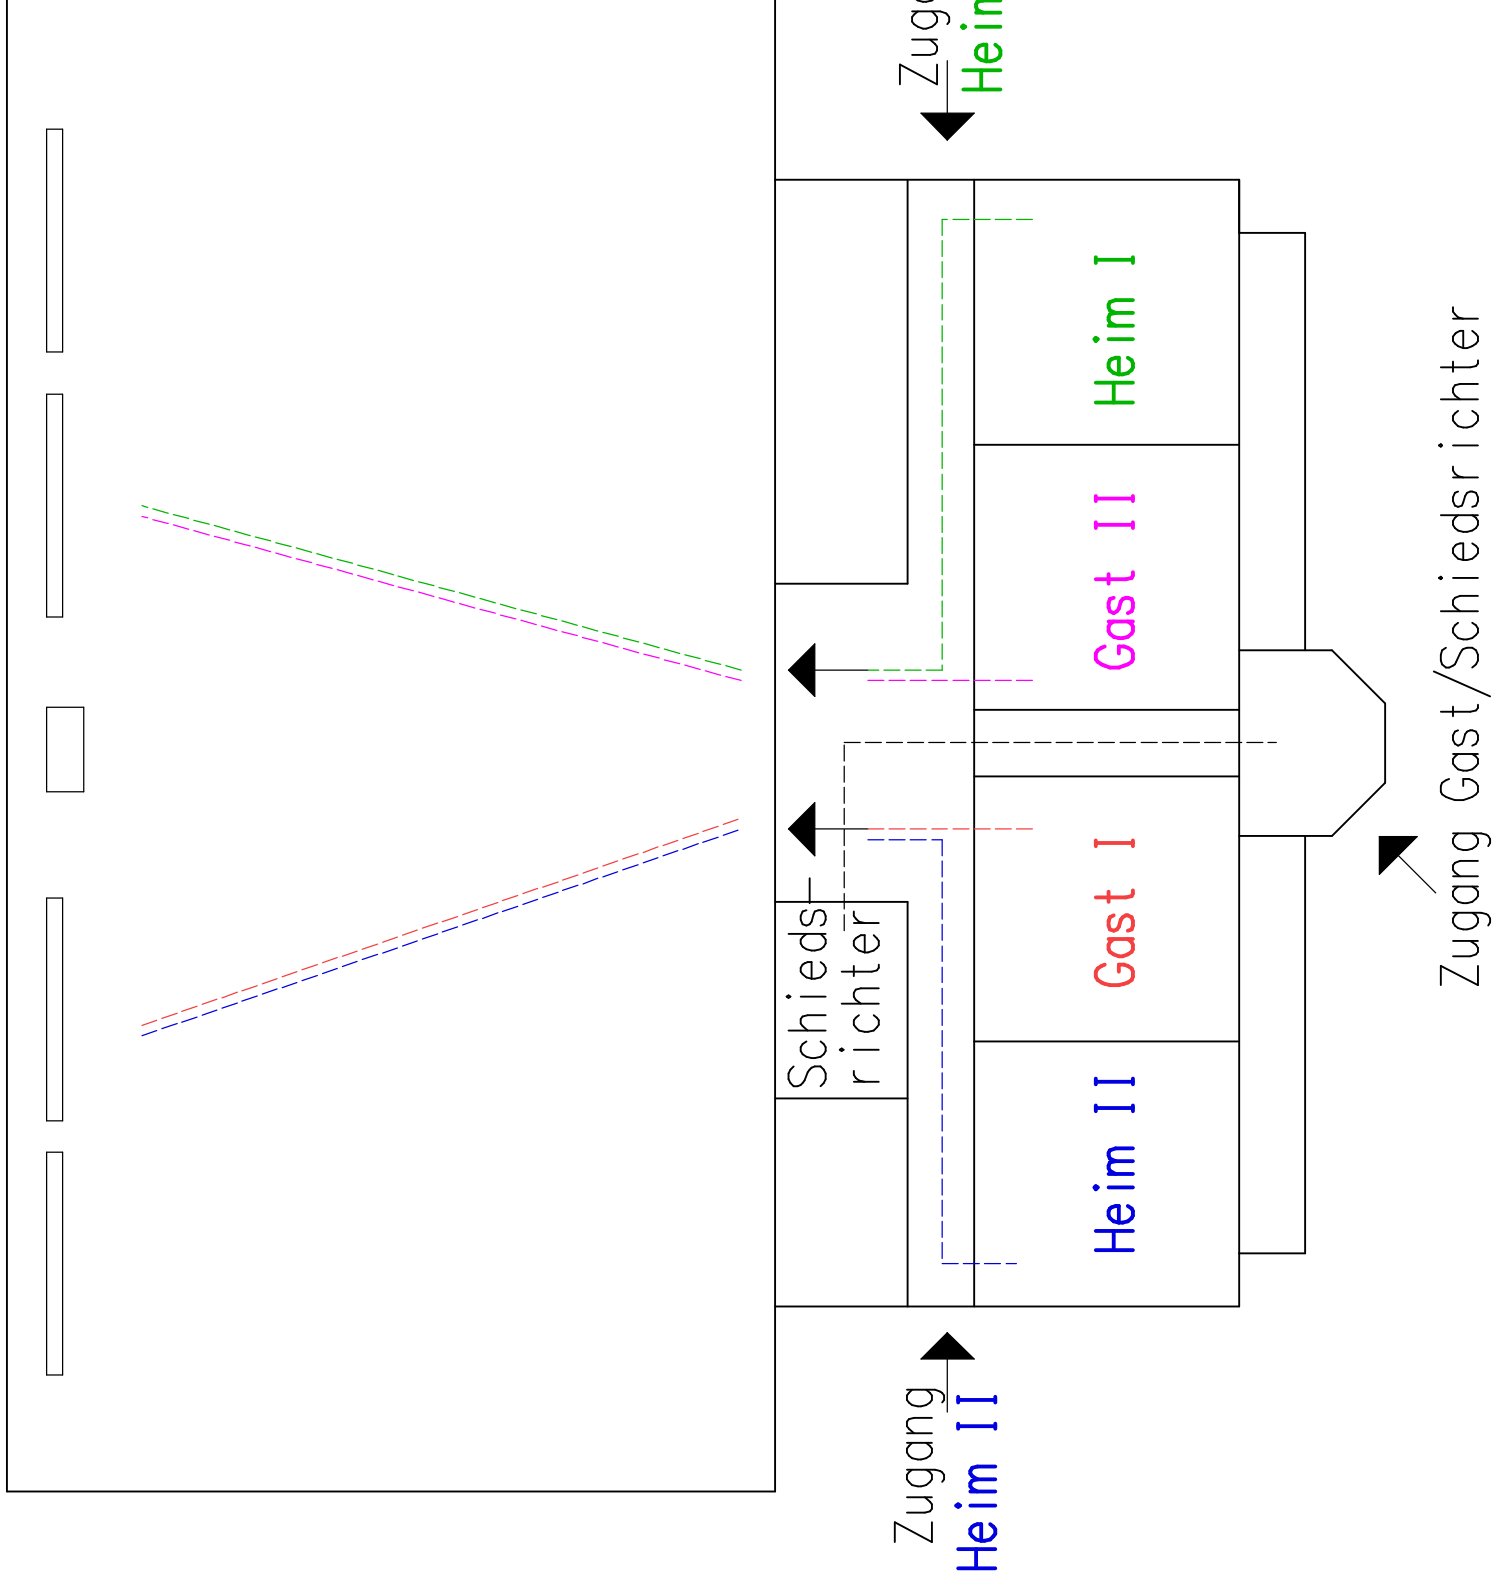 Zugang
Heim II
Schieds-
richter
Heim II
Gast I
Gast II
Heim I
Zugang Gast/Schiedsrichter